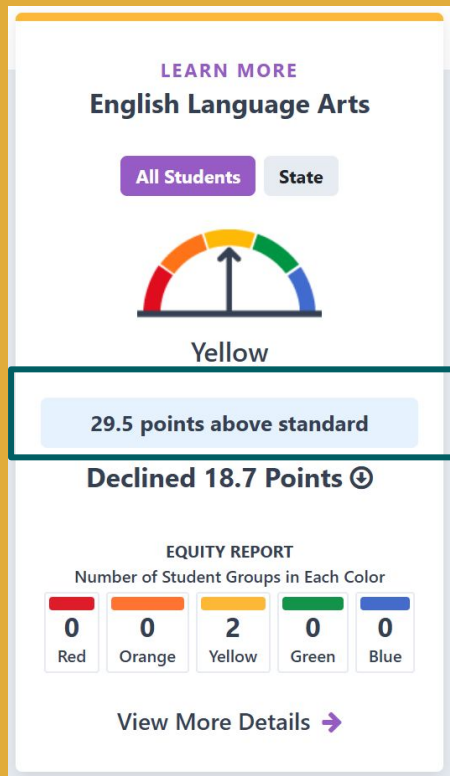 LEARN MORE
English Language Arts
All Students State
Yellow
29.5 points above standard
Declined 18.7 Points
EQUITY REPORT
Number of Student Groups in Each Color
0 0 2 0 0
Red Orange Yellow Green Blue
View More Details